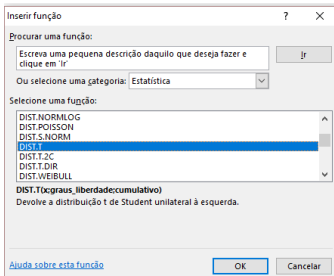 Inserir função
? ×
Procurar uma função:
Escreva uma pequena descrição daquilo que deseja fazer e
clique em 'Ir'
Ir
Ou selecione uma categoria: Estatística
Selecione uma função:
DIST.NORMLOG
DIST.POISSON
DIST.S.NORM
DIST.T
DIST.T.2C
DIST.T.DIR
DIST.WEIBULL
DIST.T(x;graus_liberdade;cumulativo)
Devolve a distribuição t de Student unilateral à esquerda.
Ajuda sobre esta função
OK
Cancelar